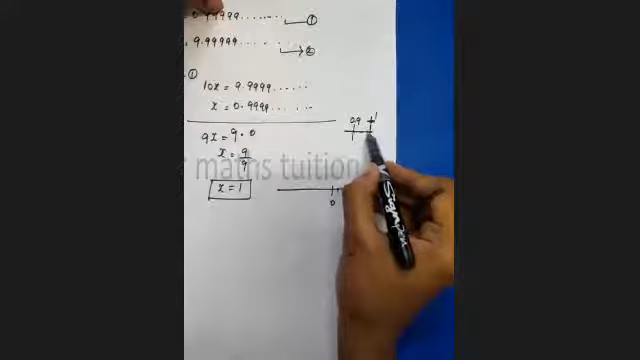 0.99999....... ①
9.99999....... ②
①
10x = 9.9999......
x = 0.9999.......
9x = 9.0
0.9 1
x = 9/9
maths tuition
x = 1
0